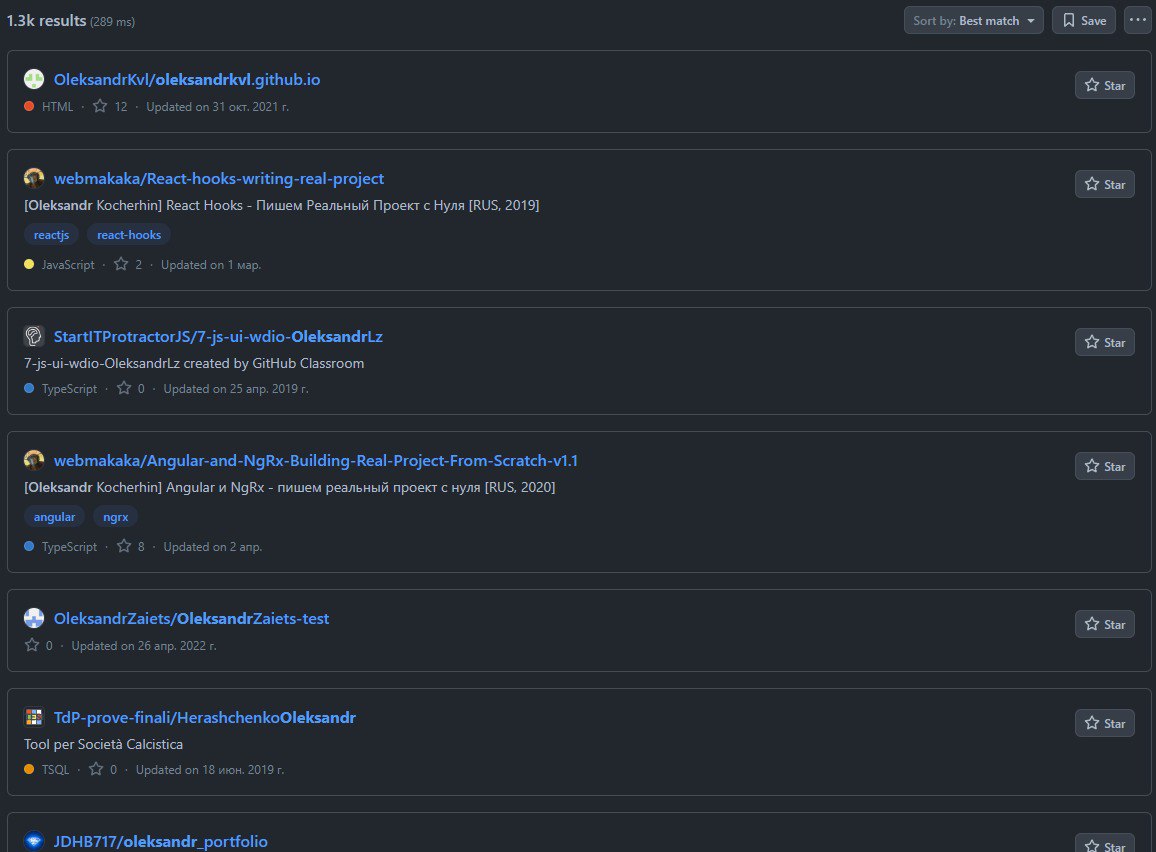 1.3k results (289 ms)
Sort by: Best match
Save
OleksandrKvl/oleksandrkvl.github.io
Star
HTML · 12 · Updated on 31 окт. 2021 г.
webmakaka/React-hooks-writing-real-project
Star
[Oleksandr Kocherhin] React Hooks - Пишем Реальный Проект с Нуля [RUS, 2019]
reactjs react-hooks
JavaScript · 2 · Updated on 1 мар.
StartITProtractorJS/7-js-ui-wdio-OleksandrLz
Star
7-js-ui-wdio-OleksandrLz created by GitHub Classroom
TypeScript · 0 · Updated on 25 апр. 2019 г.
webmakaka/Angular-and-NgRx-Building-Real-Project-From-Scratch-v1.1
Star
[Oleksandr Kocherhin] Angular и NgRx - пишем реальный проект с нуля [RUS, 2020]
angular ngrx
TypeScript · 8 · Updated on 2 апр.
OleksandrZaiets/OleksandrZaiets-test
Star
0 · Updated on 26 апр. 2022 г.
TdP-prove-finali/HerashchenkoOleksandr
Star
Tool per Società Calcistica
TSQL · 0 · Updated on 18 июн. 2019 г.
JDHB717/oleksandr_portfolio
Star